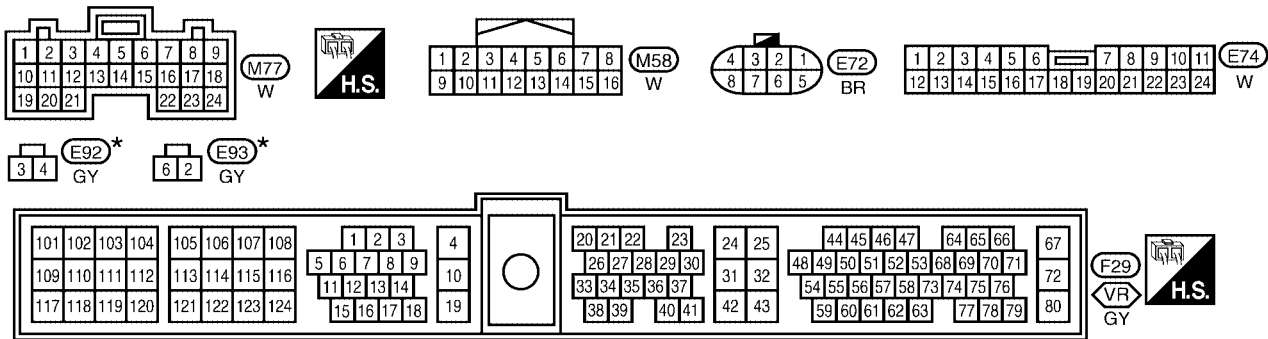 1 2 3 4 5 6 7 8 9
10 11 12 13 14 15 16 17 18
19 20 21 22 23 24
M77
W
H.S.
1 2 3 4 5 6 7 8
9 10 11 12 13 14 15 16
M58
W
4 3 2 1
8 7 6 5
E72
BR
1 2 3 4 5 6 7 8 9 10 11
12 13 14 15 16 17 18 19 20 21 22 23 24
E74
W
3 4
E92*
GY
6 2
E93*
GY
101 102 103 104 105 106 107 108 1 2 3 4
109 110 111 112 113 114 115 116 5 6 7 8 9 10
117 118 119 120 121 122 123 124 11 12 13 14
15 16 17 18 19
20 21 22 23 24 25 44 45 46 47 64 65 66 67
26 27 28 29 30 31 32 48 49 50 51 52 53 68 69 70 71 72
33 34 35 36 37 54 55 56 57 58 73 74 75 76
38 39 40 41 42 43 59 60 61 62 63 77 78 79 80
F29
VR
GY
H.S.